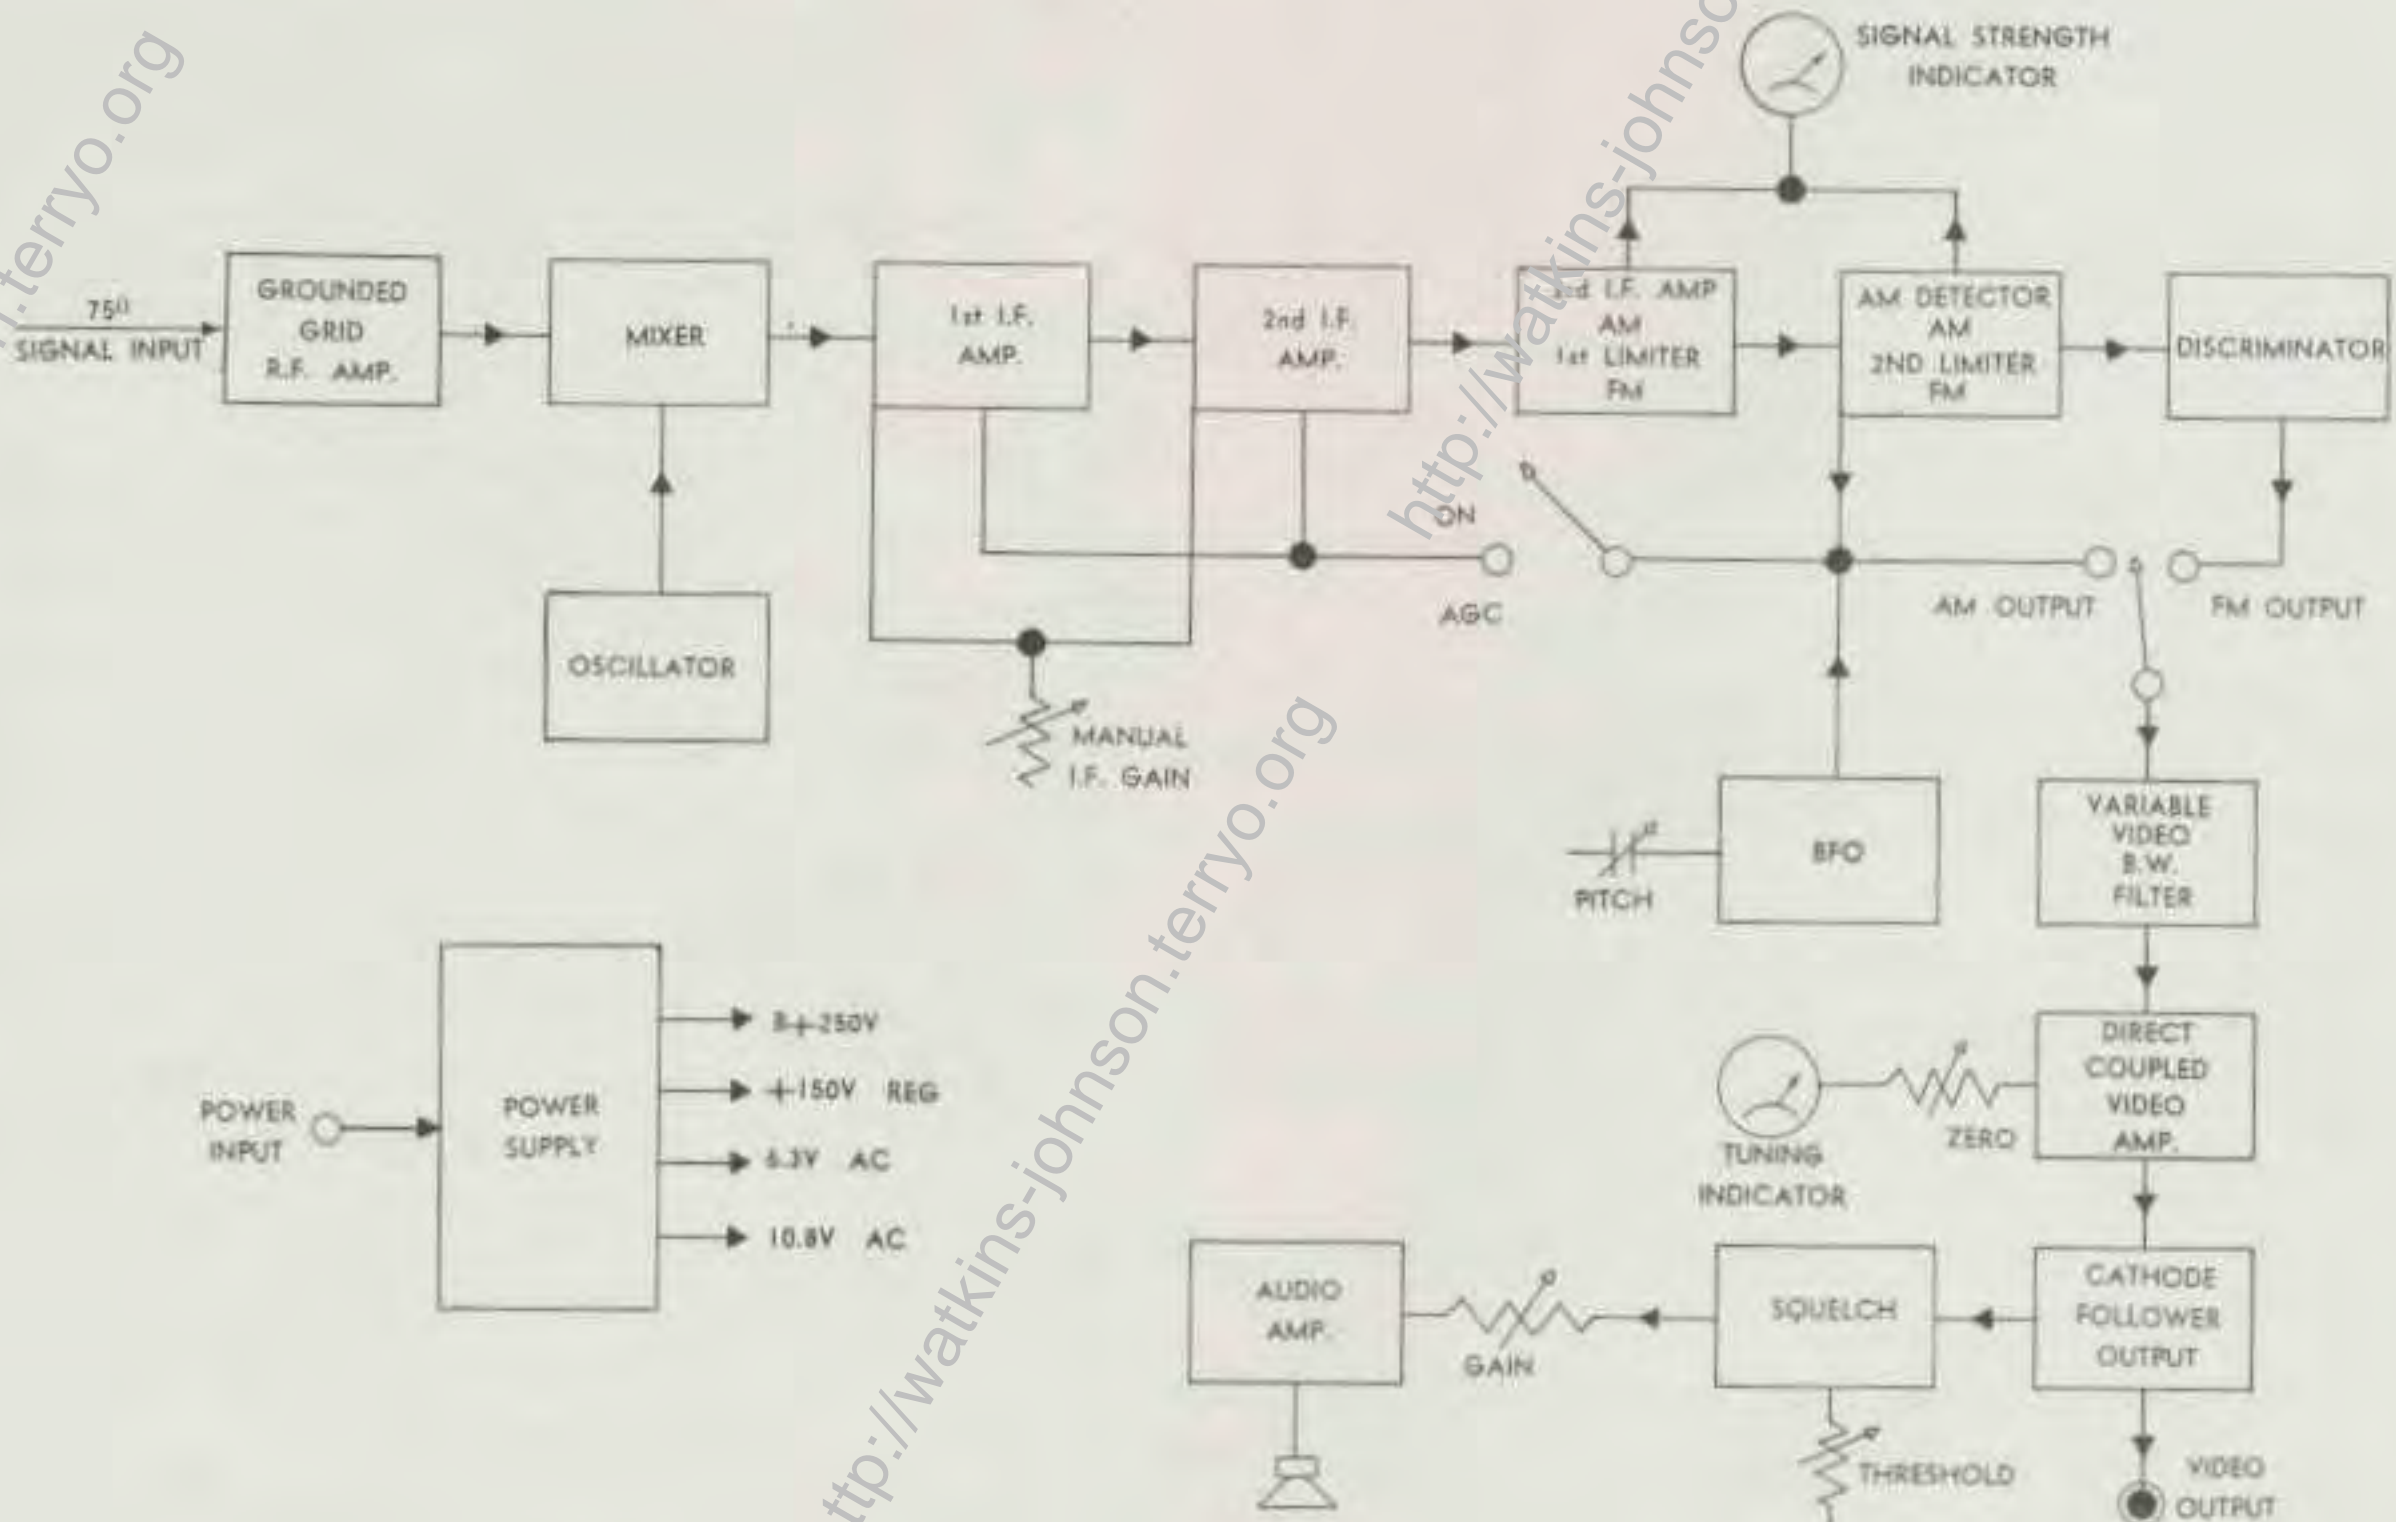 SIGNAL STRENGTH
INDICATOR
75Ω
SIGNAL INPUT
GROUNDED
GRID
R.F. AMP.
MIXER
1st I.F.
AMP.
2nd I.F.
AMP.
I.F. AMP
AM
1st LIMITER
FM
AM DETECTOR
AM
2ND LIMITER
FM
DISCRIMINATOR
ON
AGC
AM OUTPUT
FM OUTPUT
OSCILLATOR
MANUAL
I.F. GAIN
PITCH
BFO
VARIABLE
VIDEO
B.W.
FILTER
POWER
INPUT
POWER
SUPPLY
B+250V
+150V REG
6.3V AC
10.8V AC
TUNING
INDICATOR
ZERO
DIRECT
COUPLED
VIDEO
AMP.
AUDIO
AMP.
GAIN
SQUELCH
CATHODE
FOLLOWER
OUTPUT
THRESHOLD
VIDEO
OUTPUT
terryo.org
http://watkins-johnso
http://watkins-johnson.terryo.org